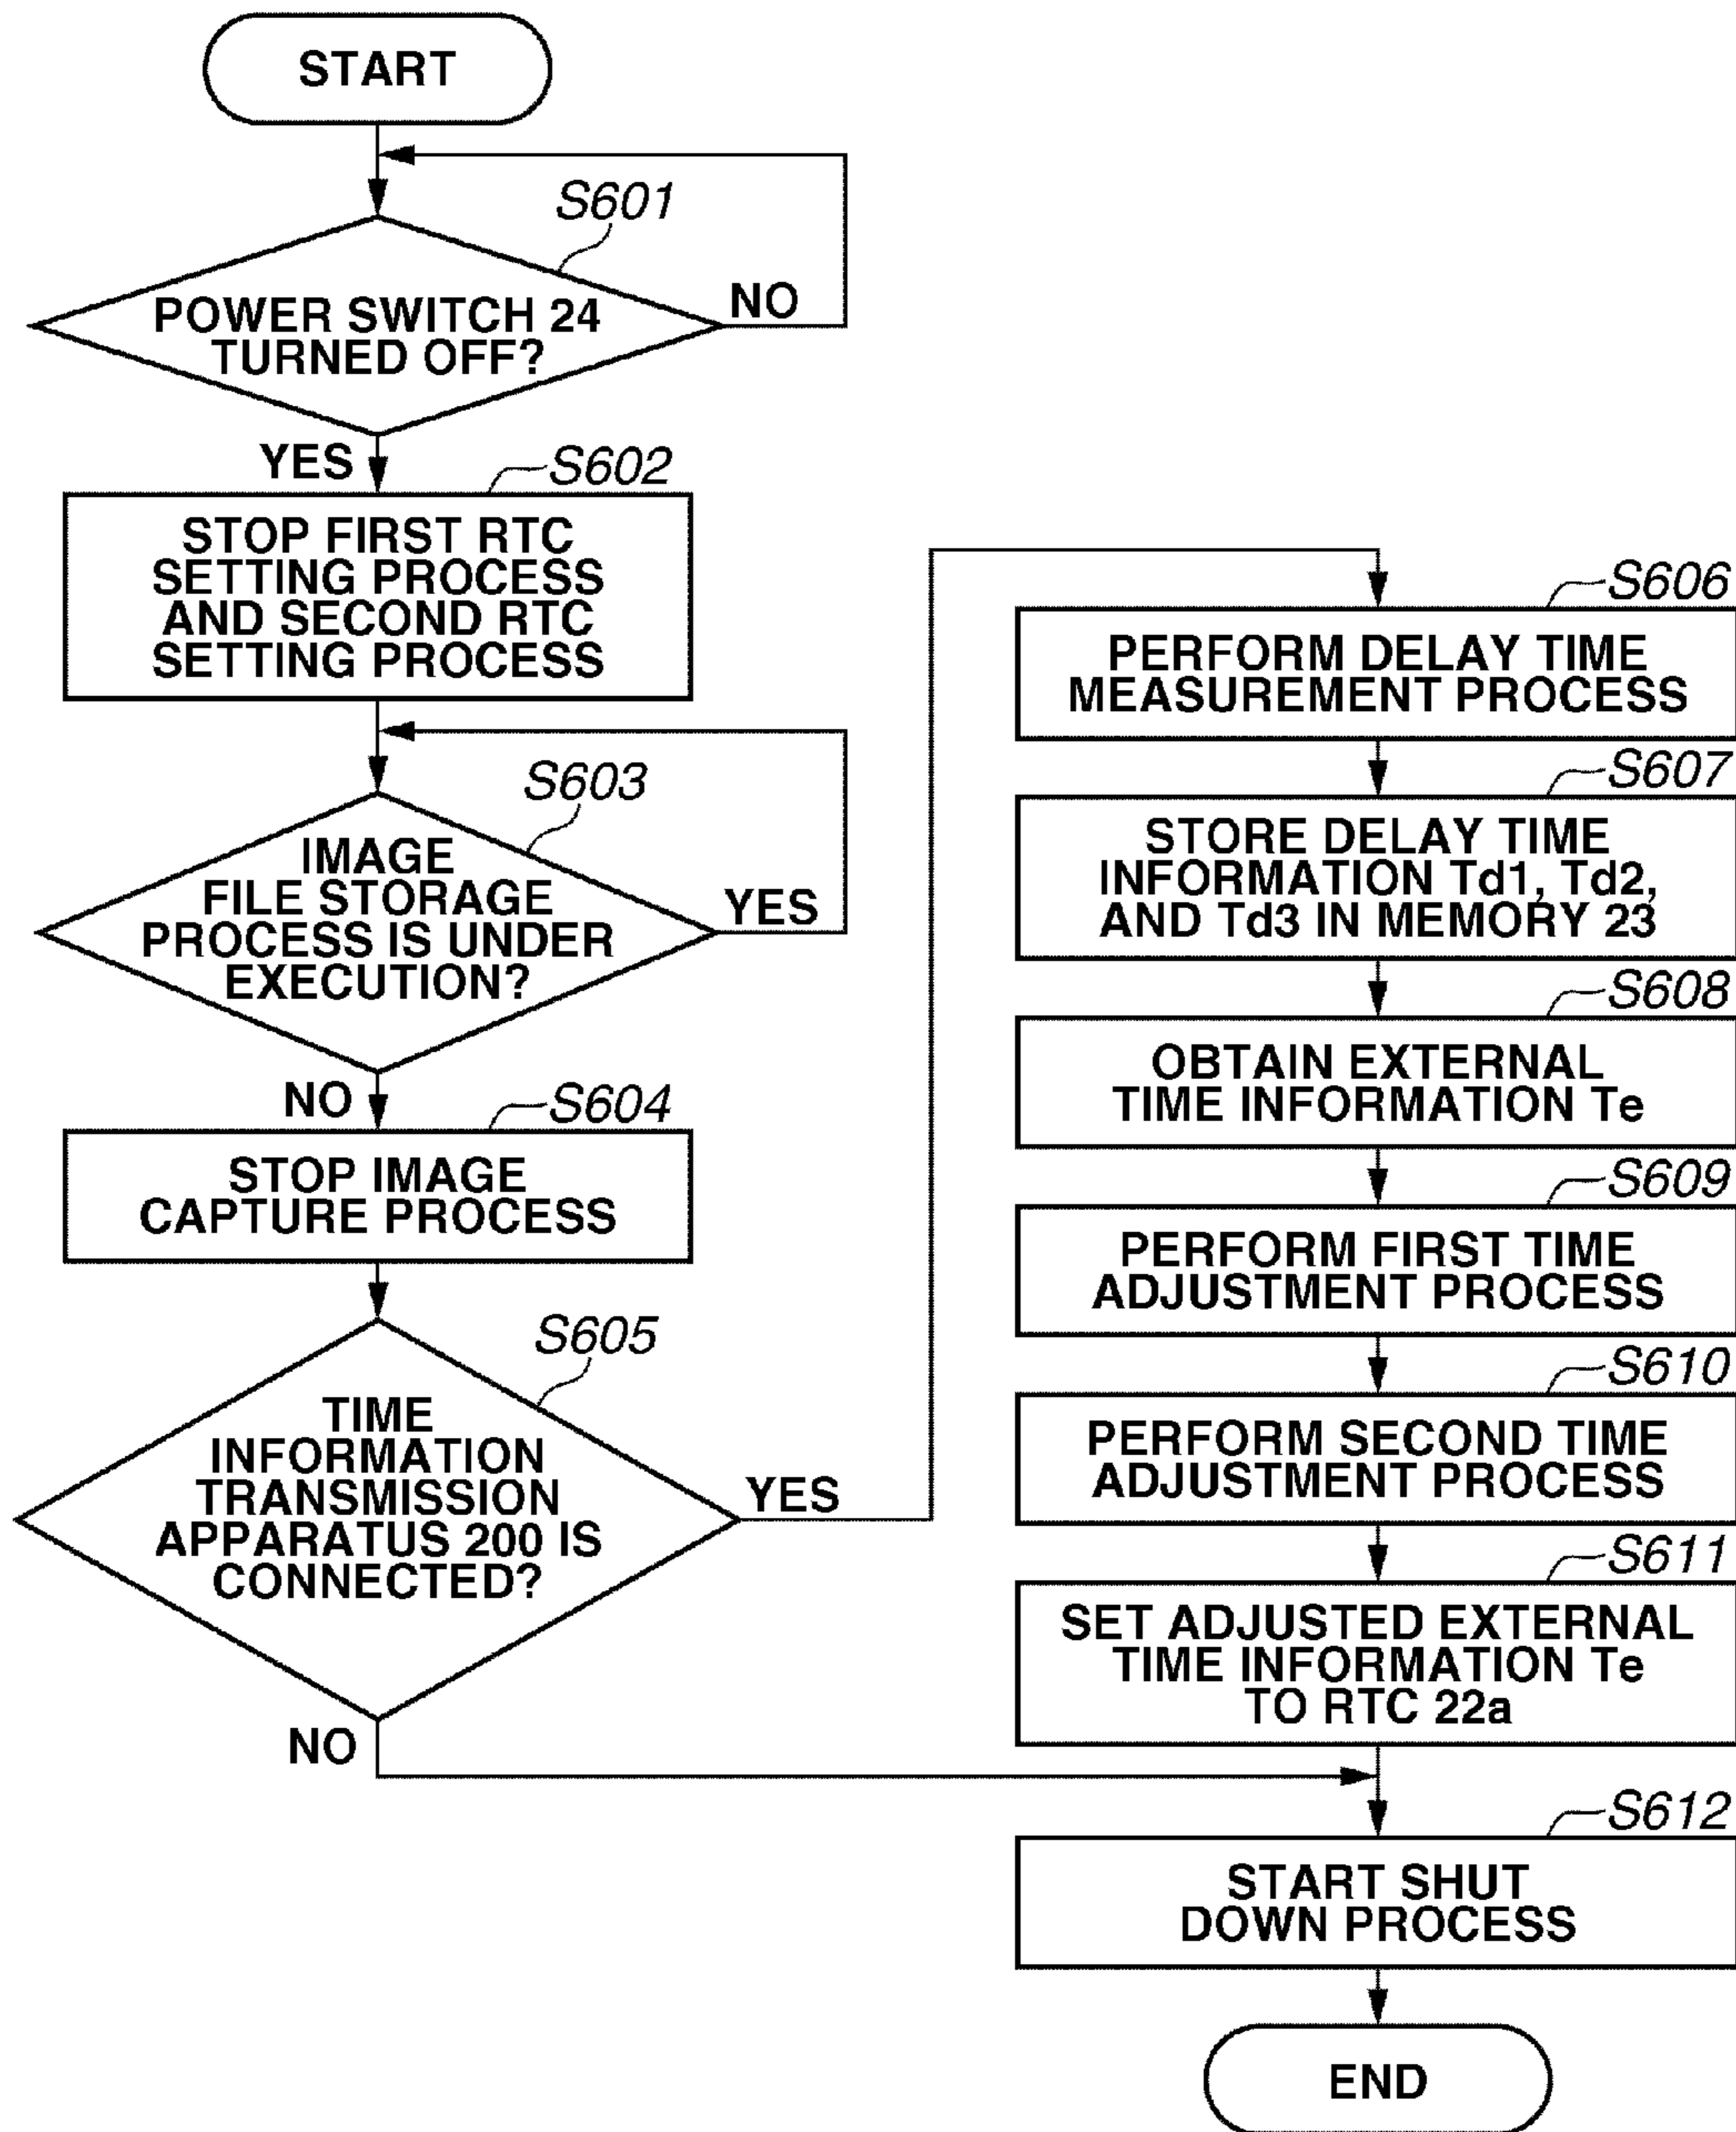 START
S601
POWER SWITCH 24
TURNED OFF?
NO
YES
S602
STOP FIRST RTC
SETTING PROCESS
AND SECOND RTC
SETTING PROCESS
S603
IMAGE
FILE STORAGE
PROCESS IS UNDER
EXECUTION?
YES
NO
S604
STOP IMAGE
CAPTURE PROCESS
S605
TIME
INFORMATION
TRANSMISSION
APPARATUS 200 IS
CONNECTED?
YES
NO
S606
PERFORM DELAY TIME
MEASUREMENT PROCESS
S607
STORE DELAY TIME
INFORMATION Td1, Td2,
AND Td3 IN MEMORY 23
S608
OBTAIN EXTERNAL
TIME INFORMATION Te
S609
PERFORM FIRST TIME
ADJUSTMENT PROCESS
S610
PERFORM SECOND TIME
ADJUSTMENT PROCESS
S611
SET ADJUSTED EXTERNAL
TIME INFORMATION Te
TO RTC 22a
S612
START SHUT
DOWN PROCESS
END